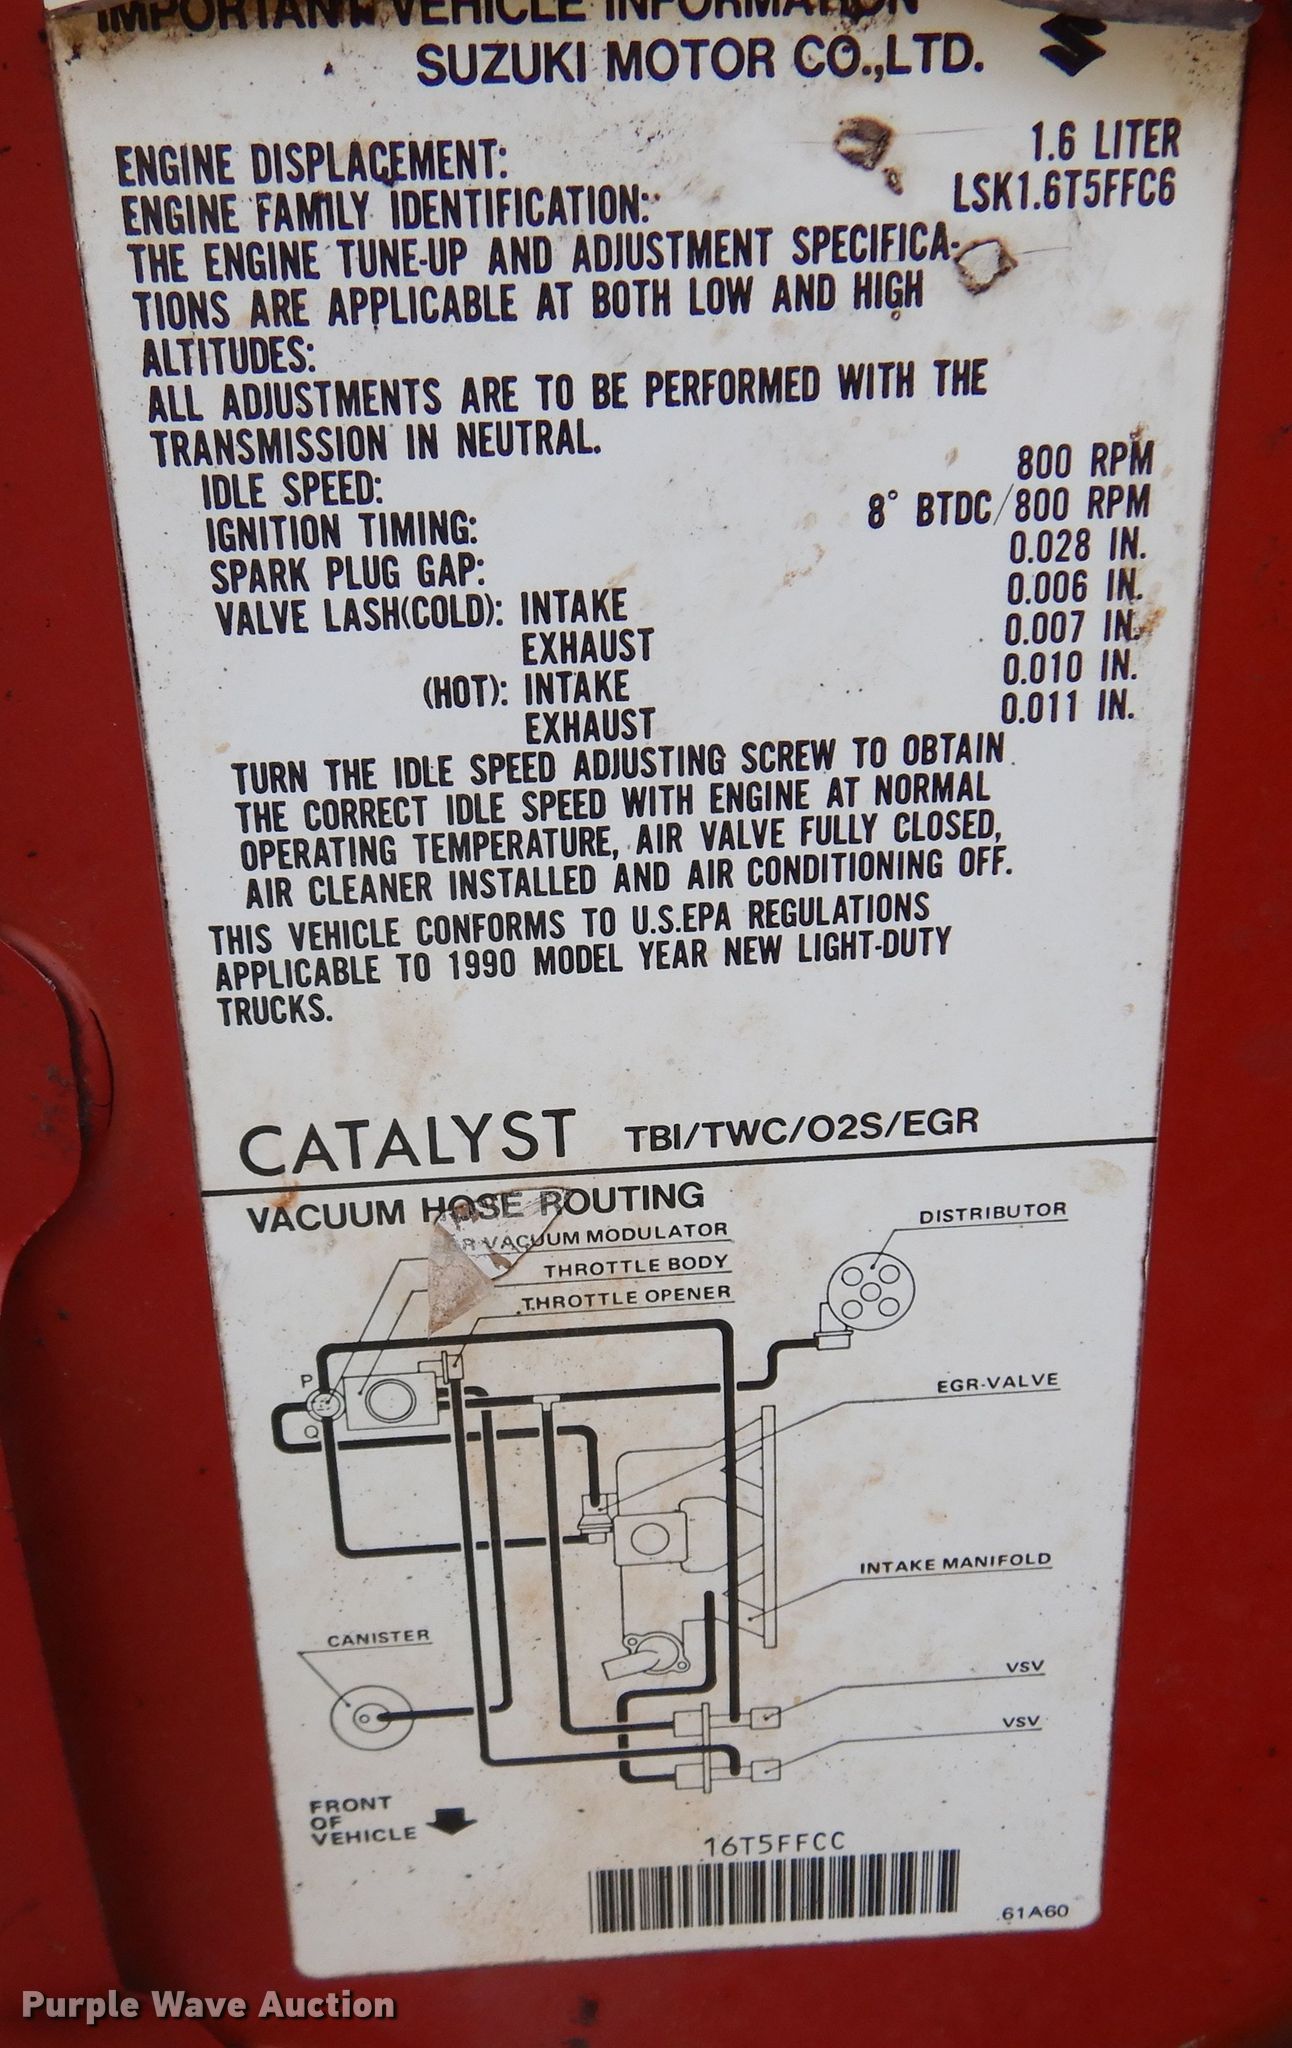 IMPORTANT VEHICLE INFORMATION
SUZUKI MOTOR CO.,LTD.
ENGINE DISPLACEMENT: 1.6 LITER
ENGINE FAMILY IDENTIFICATION: LSK1.6T5FFC6
THE ENGINE TUNE-UP AND ADJUSTMENT SPECIFICA-
TIONS ARE APPLICABLE AT BOTH LOW AND HIGH
ALTITUDES:
ALL ADJUSTMENTS ARE TO BE PERFORMED WITH THE
TRANSMISSION IN NEUTRAL.
IDLE SPEED: 800 RPM
IGNITION TIMING: 8° BTDC/800 RPM
SPARK PLUG GAP: 0.028 IN.
VALVE LASH(COLD): INTAKE 0.006 IN.
EXHAUST 0.007 IN.
(HOT): INTAKE 0.010 IN.
EXHAUST 0.011 IN.
TURN THE IDLE SPEED ADJUSTING SCREW TO OBTAIN
THE CORRECT IDLE SPEED WITH ENGINE AT NORMAL
OPERATING TEMPERATURE, AIR VALVE FULLY CLOSED,
AIR CLEANER INSTALLED AND AIR CONDITIONING OFF.
THIS VEHICLE CONFORMS TO U.S.EPA REGULATIONS
APPLICABLE TO 1990 MODEL YEAR NEW LIGHT-DUTY
TRUCKS.
CATALYST TBI/TWC/O2S/EGR
VACUUM HOSE ROUTING
VACUUM MODULATOR
THROTTLE BODY
THROTTLE OPENER
DISTRIBUTOR
P
Q
EGR-VALVE
INTAKE MANIFOLD
CANISTER
VSV
VSV
FRONT
OF
VEHICLE
16T5FFCC
61A60
Purple Wave Auction